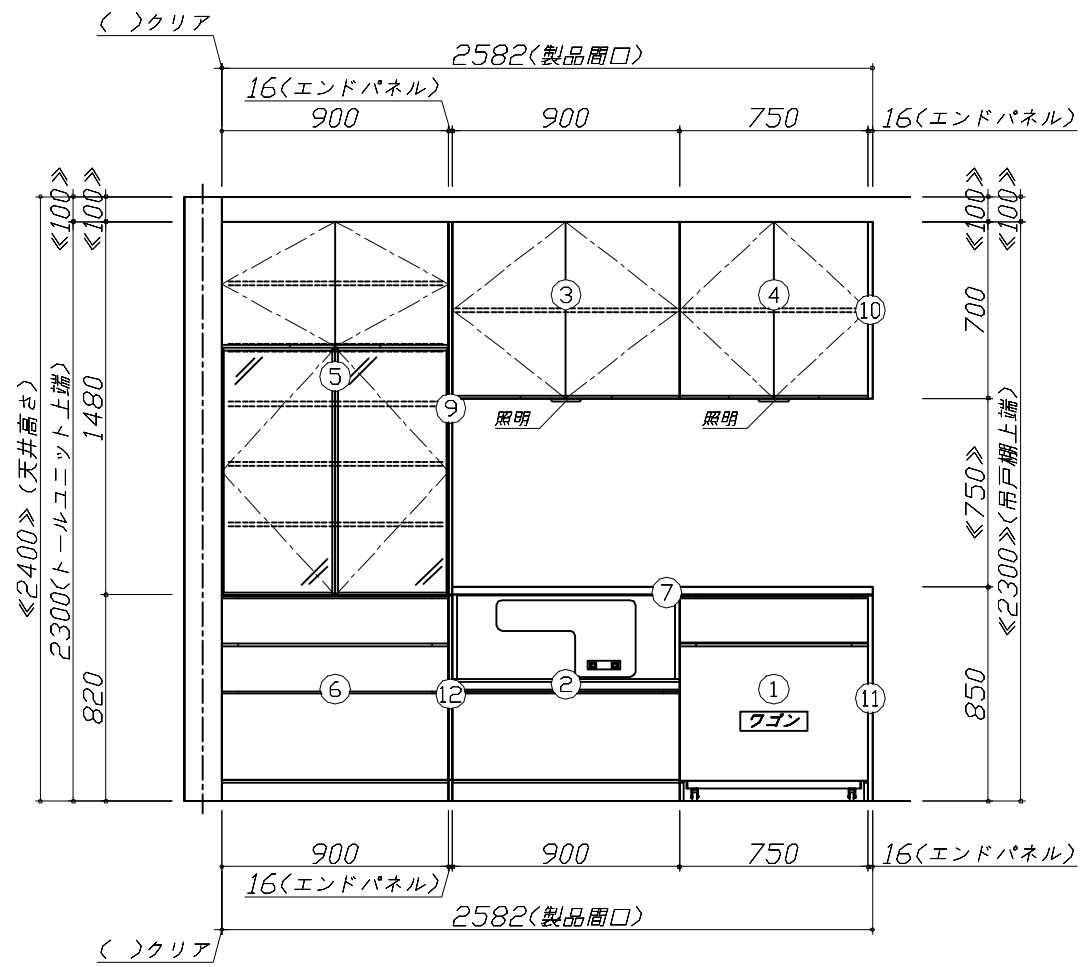 ( )クリア
2582(製品間口)
16(エンドパネル)
900
900
750
16(エンドパネル)
≪100≫
≪100≫
≪100≫
≪100≫
3
4
10
700
5
9
照明
照明
1480
≪2400≫(天井高さ)
2300(トールユニット上端)
≪750≫
≪2300≫(吊戸棚上端)
7
6
12
2
1
11
ワゴン
820
850
900
900
750
16(エンドパネル)
16(エンドパネル)
2582(製品間口)
( )クリア